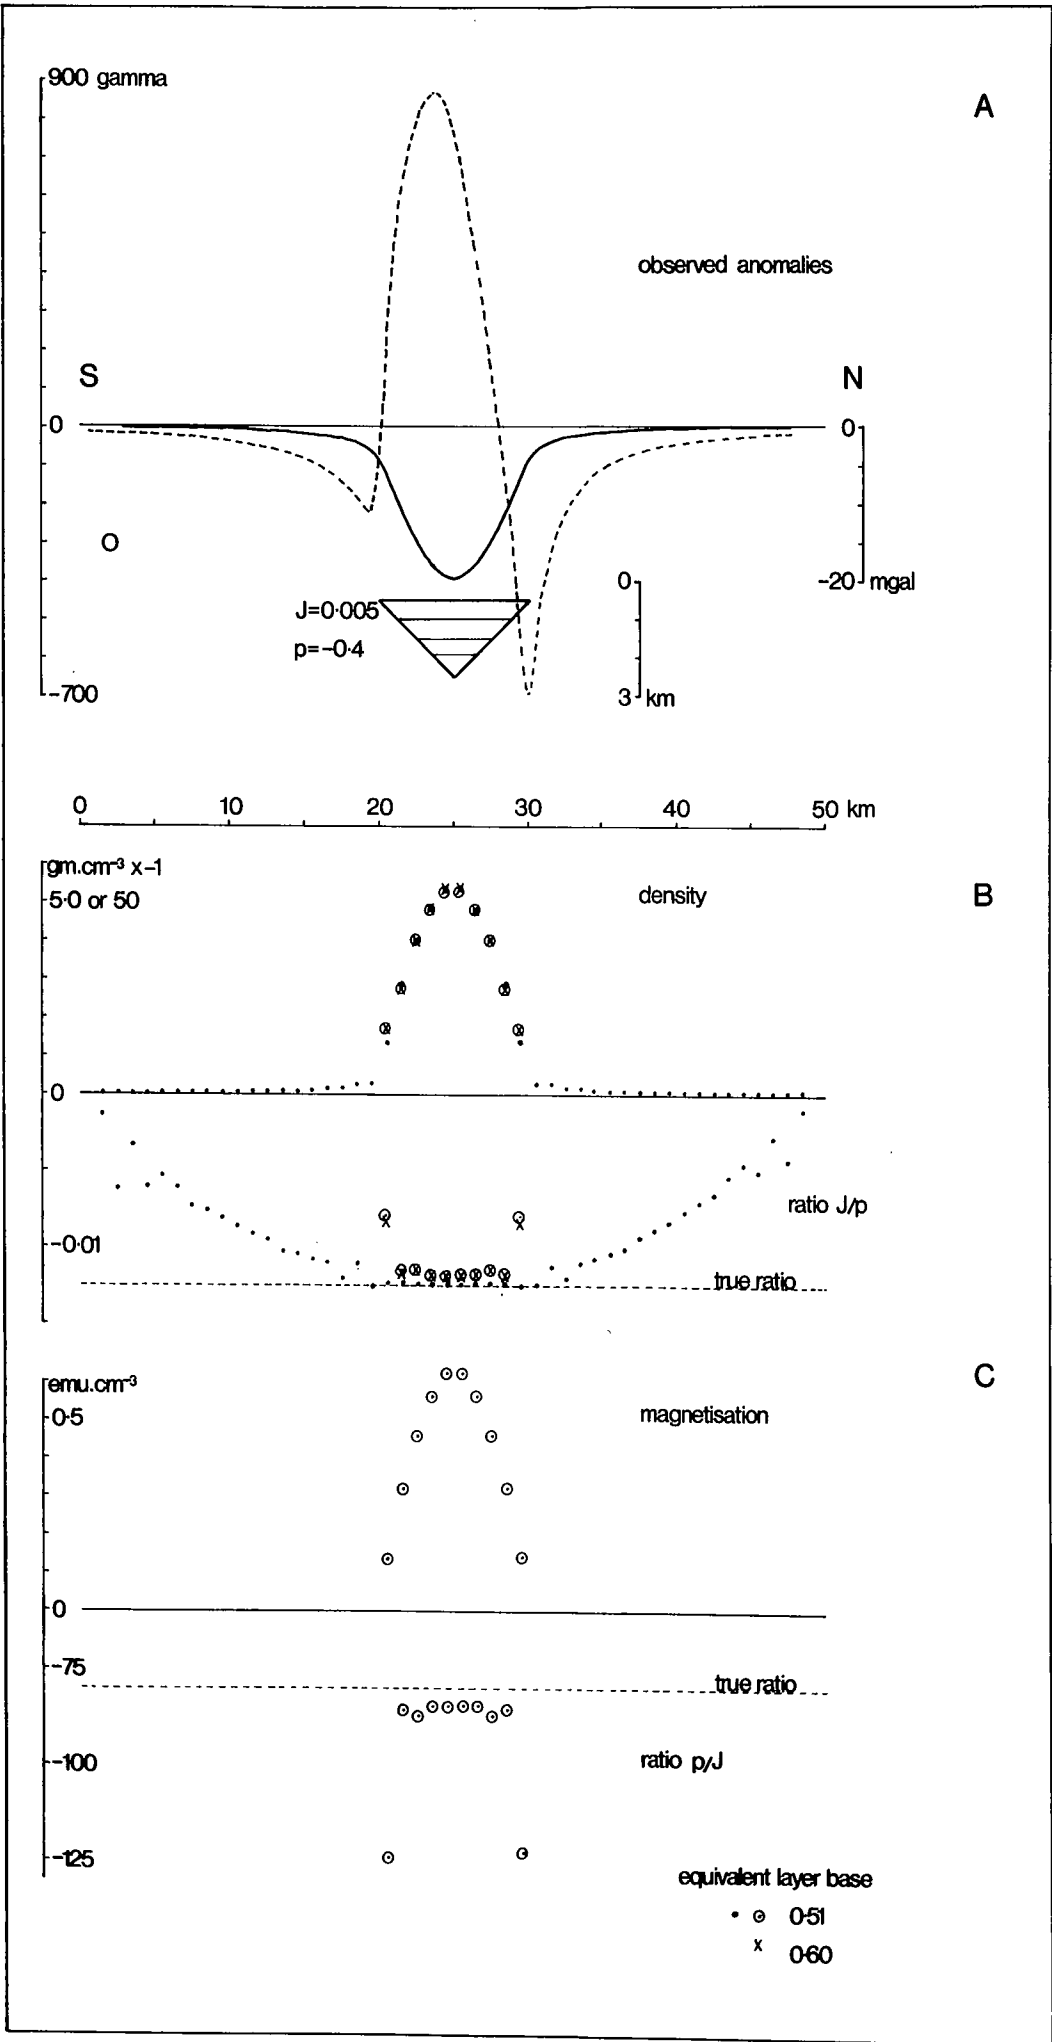 900 gamma
A
observed anomalies
S
N
0
0
O
-20 mgal
0
J=0·005
p=-0·4
-700
3 km
0 10 20 30 40 50 km
gm.cm⁻³ x-1
5·0 or 50
density
B
0
ratio J/p
-0·01
true ratio
emu.cm⁻³
C
0·5
magnetisation
0
-75
true ratio
-100
ratio p/J
-125
equivalent layer base
• ⊙ 0·51
x 0·60